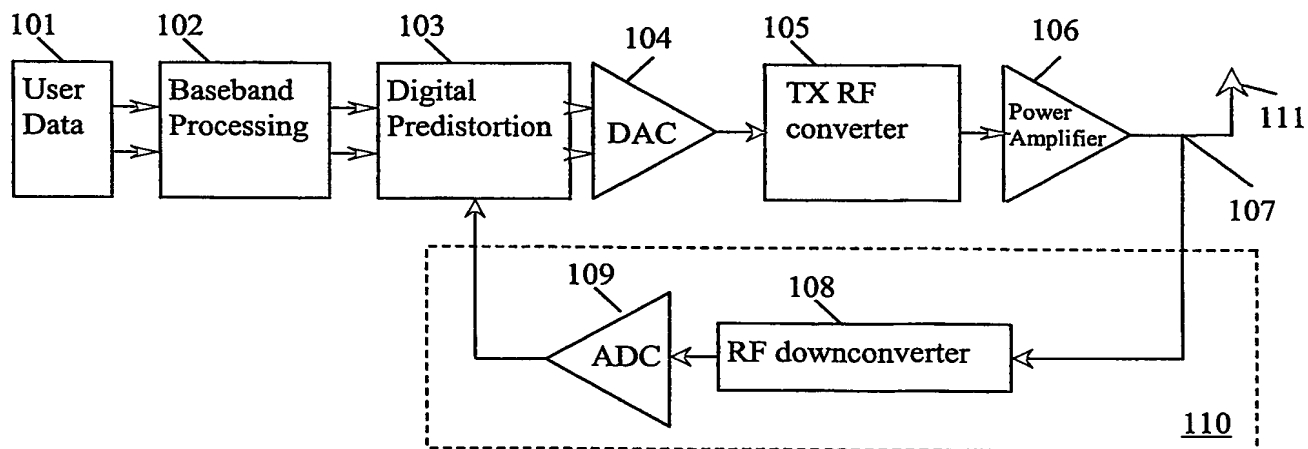 101
102
103
104
105
106
User
Data
Baseband
Processing
Digital
Predistortion
DAC
TX RF
converter
Power
Amplifier
111
107
109
108
ADC
RF downconverter
110